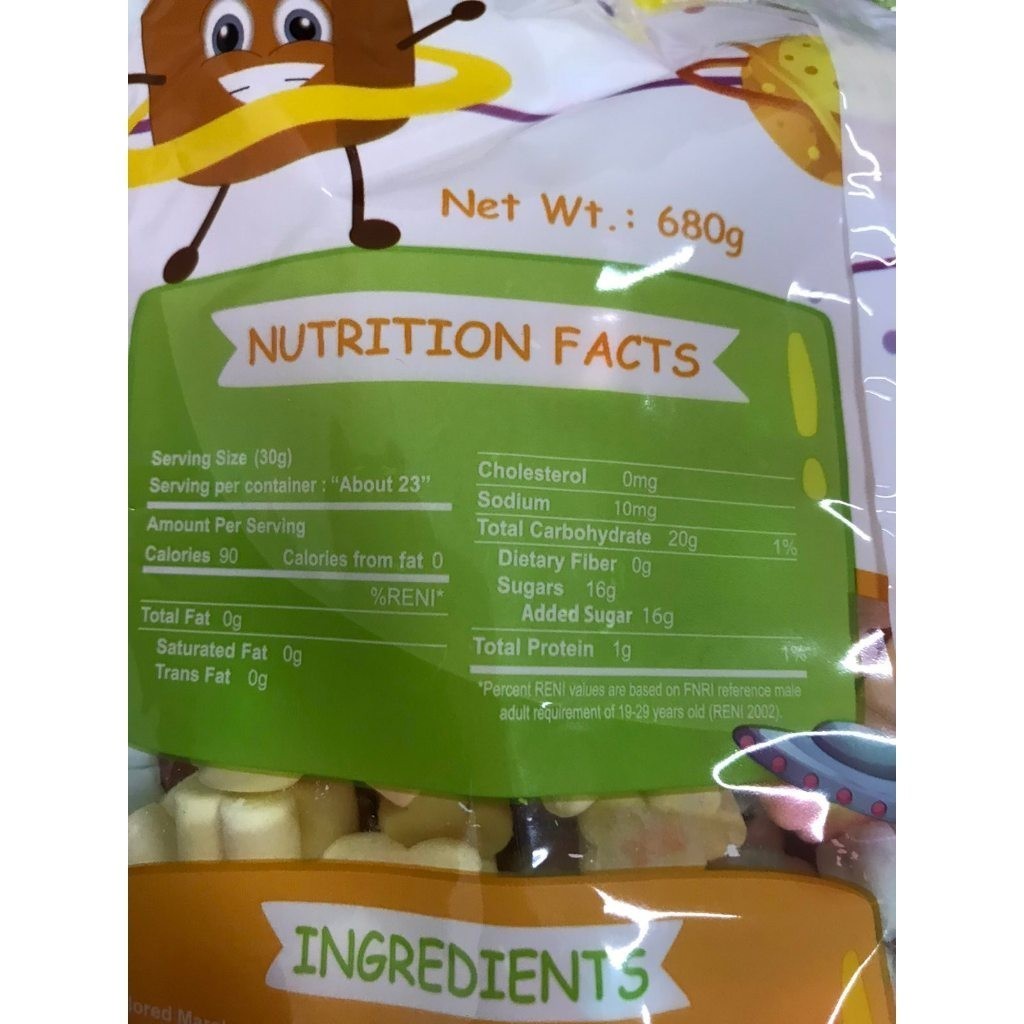 Net Wt.: 680g
NUTRITION FACTS
Serving Size (30g)
Serving per container : “About 23”
Amount Per Serving
Calories 90 Calories from fat 0
%RENI*
Total Fat 0g
Saturated Fat 0g
Trans Fat 0g
Cholesterol 0mg
Sodium 10mg
Total Carbohydrate 20g 1%
Dietary Fiber 0g
Sugars 16g
Added Sugar 16g
Total Protein 1g 1%
*Percent RENI values are based on FNRI reference male
adult requirement of 19-29 years old (RENI 2002).
INGREDIENTS